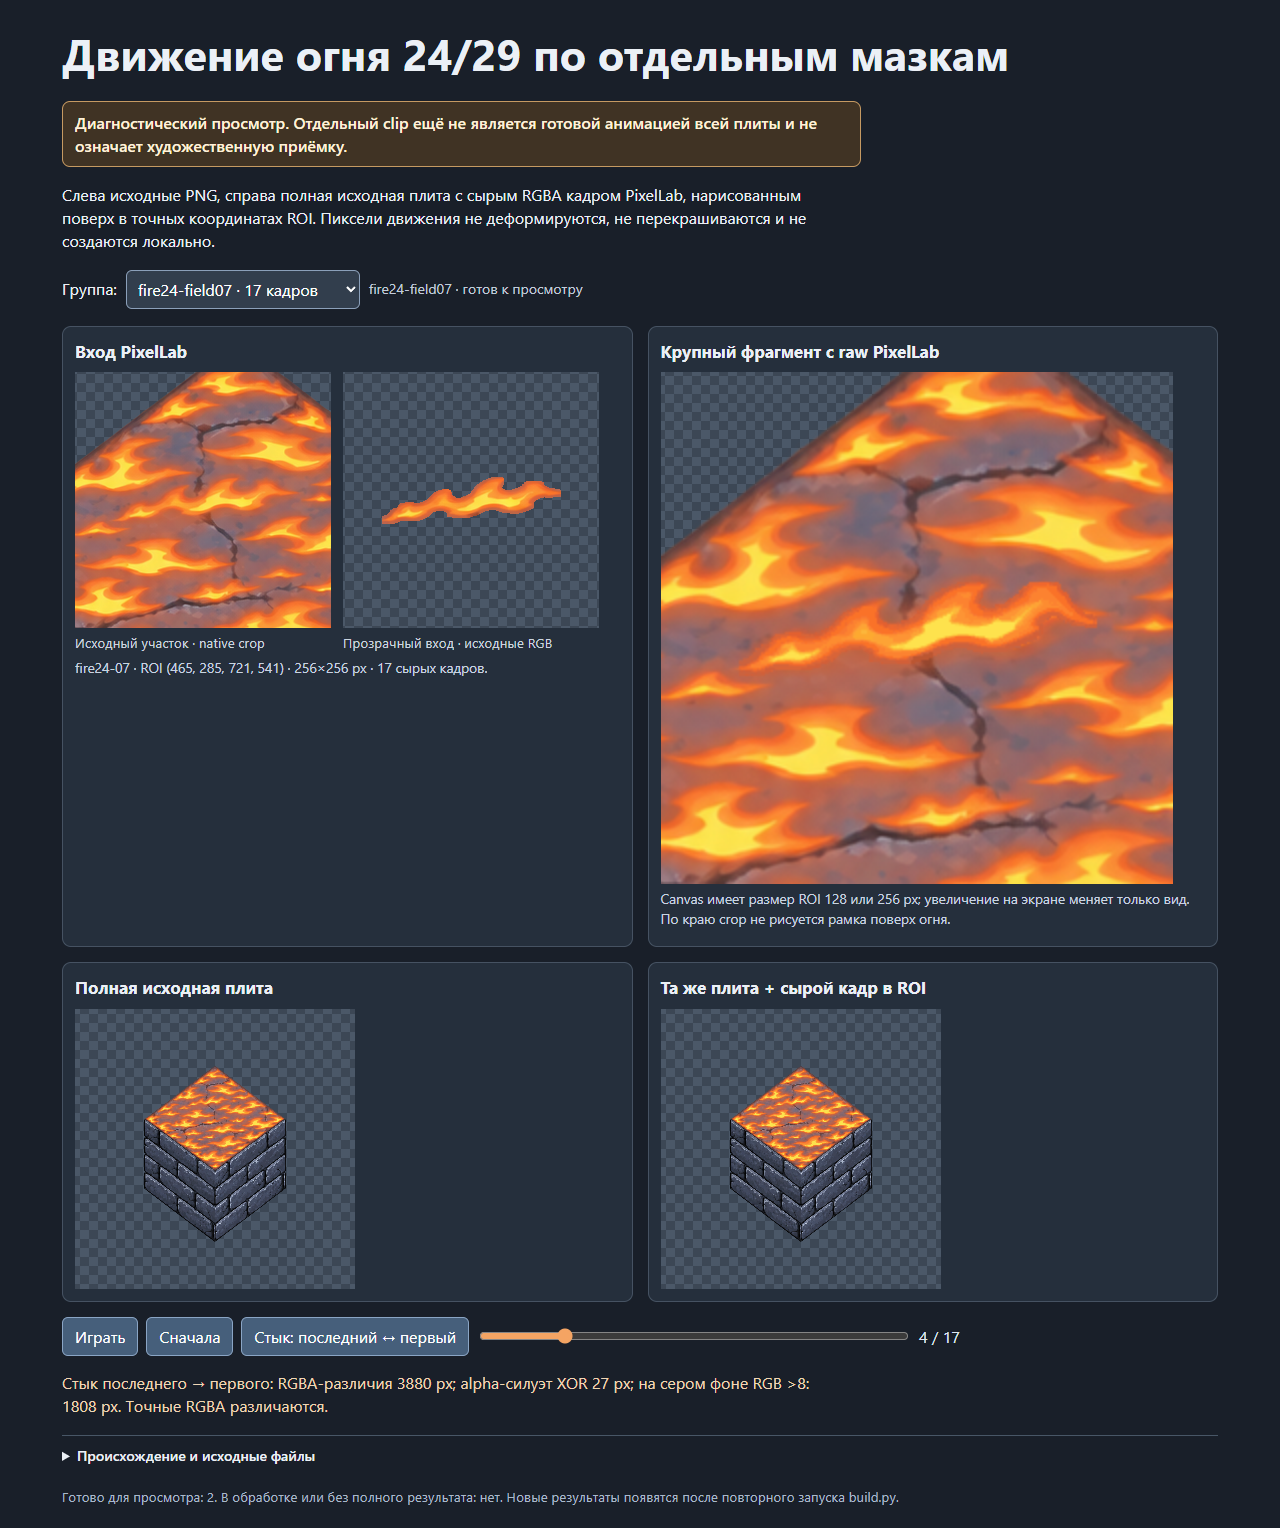 Движение огня 24/29 по отдельным мазкам
Диагностический просмотр. Отдельный clip ещё не является готовой анимацией всей плиты и не
означает художественную приёмку.
Слева исходные PNG, справа полная исходная плита с сырым RGBA кадром PixelLab, нарисованным
поверх в точных координатах ROI. Пиксели движения не деформируются, не перекрашиваются и не
создаются локально.
Группа: fire24-field07 · 17 кадров fire24-field07 · готов к просмотру
Вход PixelLab
Исходный участок · native crop
Прозрачный вход · исходные RGB
fire24-07 · ROI (465, 285, 721, 541) · 256×256 px · 17 сырых кадров.
Крупный фрагмент с raw PixelLab
Canvas имеет размер ROI 128 или 256 px; увеличение на экране меняет только вид.
По краю crop не рисуется рамка поверх огня.
Полная исходная плита
Та же плита + сырой кадр в ROI
Играть Сначала Стык: последний ↔ первый 4 / 17
Стык последнего → первого: RGBA-различия 3880 px; alpha-силуэт XOR 27 px; на сером фоне RGB >8:
1808 px. Точные RGBA различаются.
▶ Происхождение и исходные файлы
Готово для просмотра: 2. В обработке или без полного результата: нет. Новые результаты появятся после повторного запуска build.py.